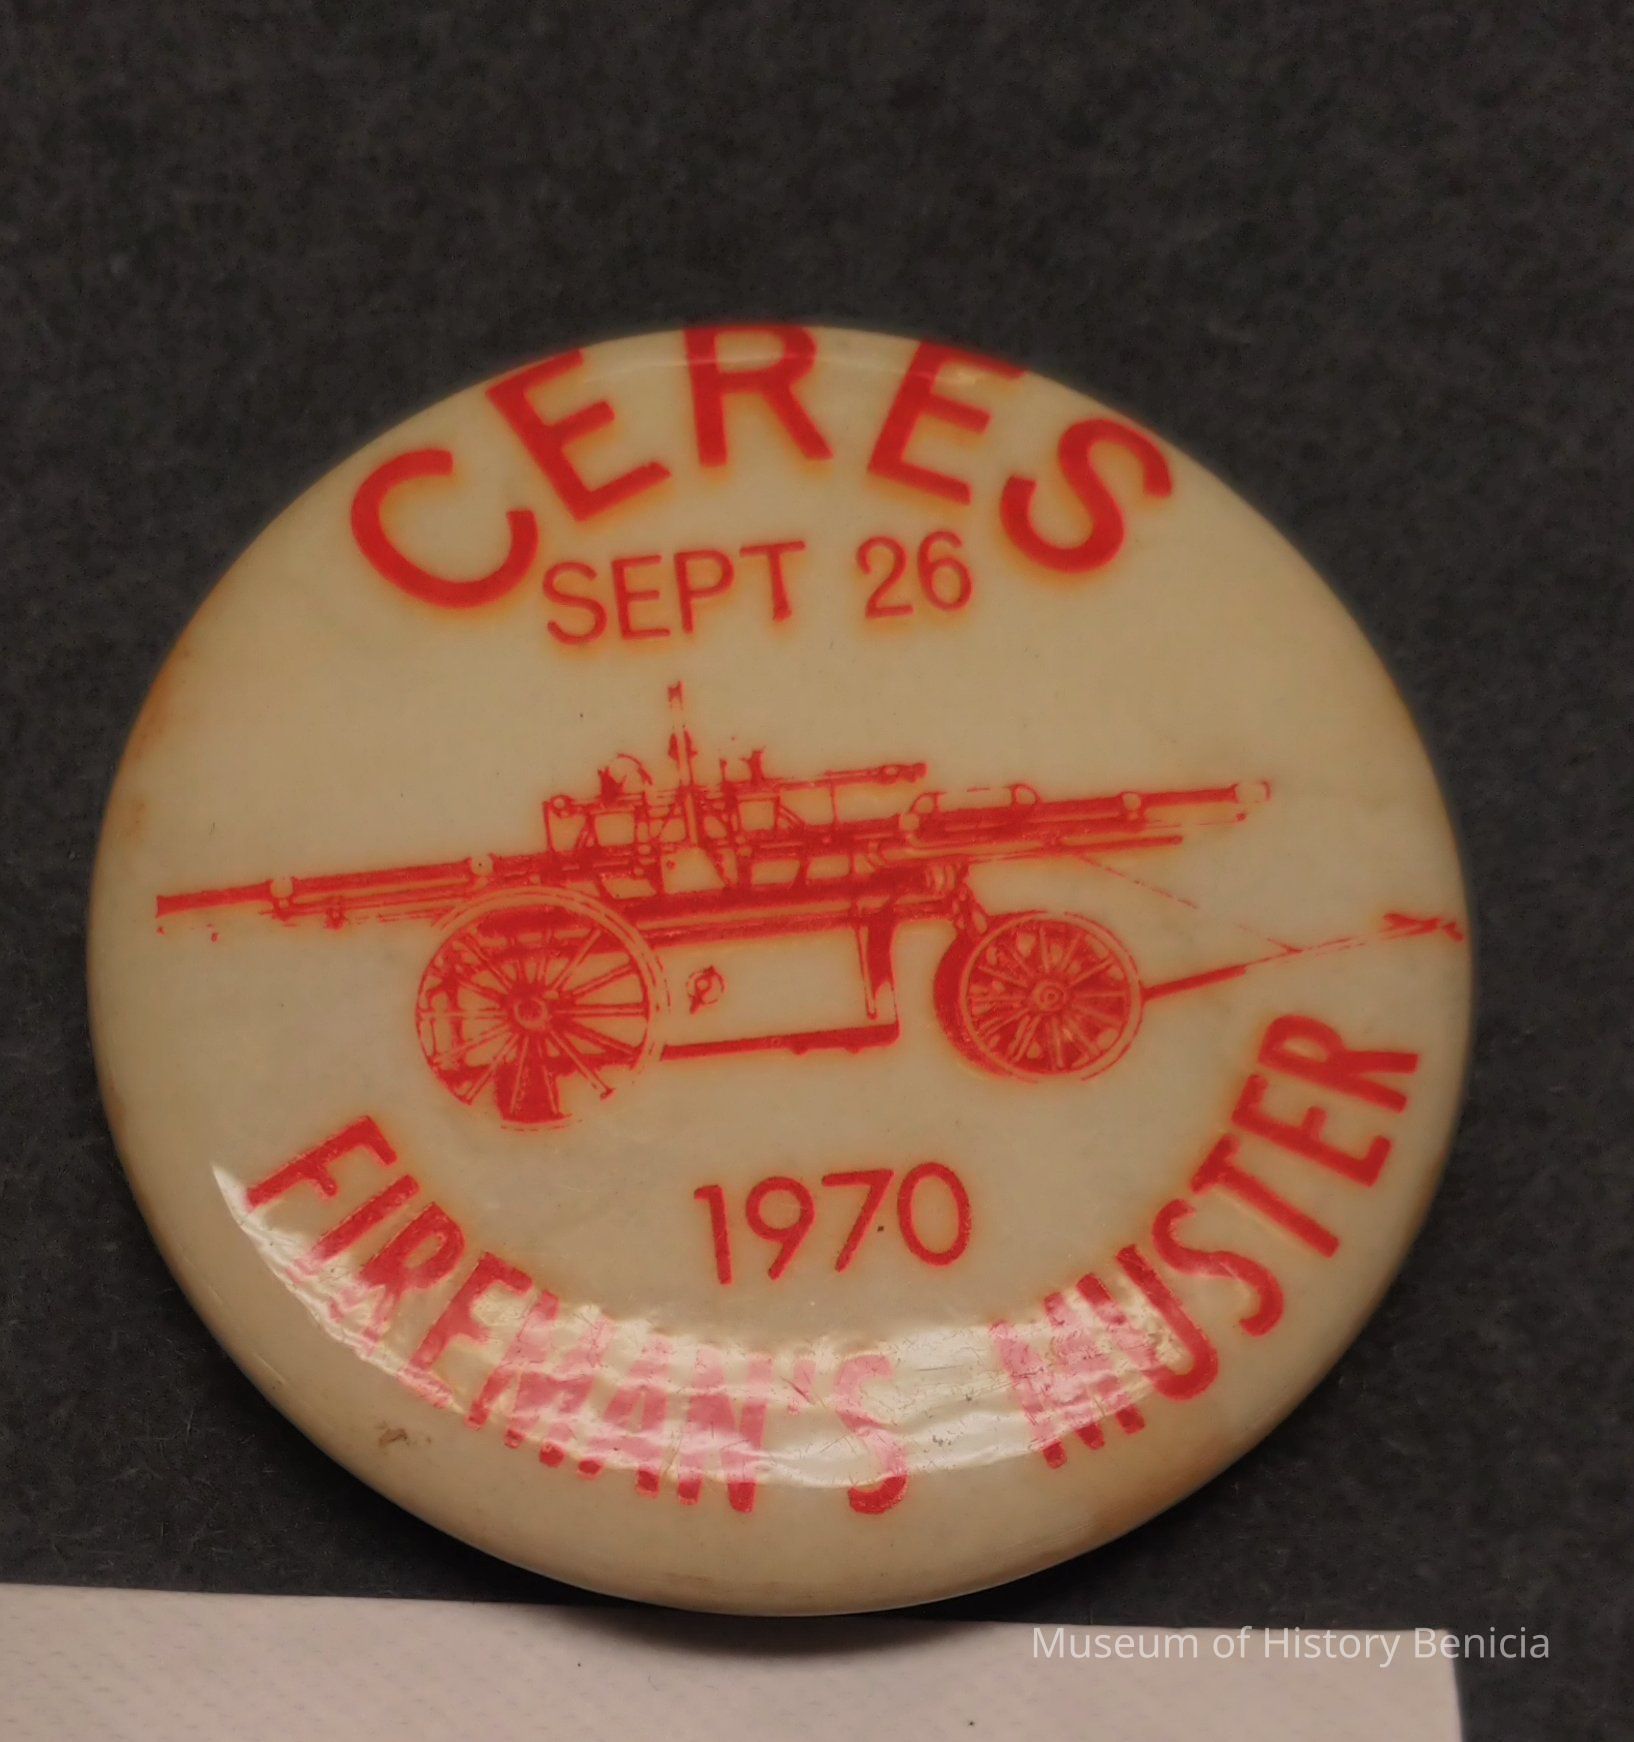 CERES
SEPT 26
1970
FIREMAN'S MUSTER
Museum of History Benicia